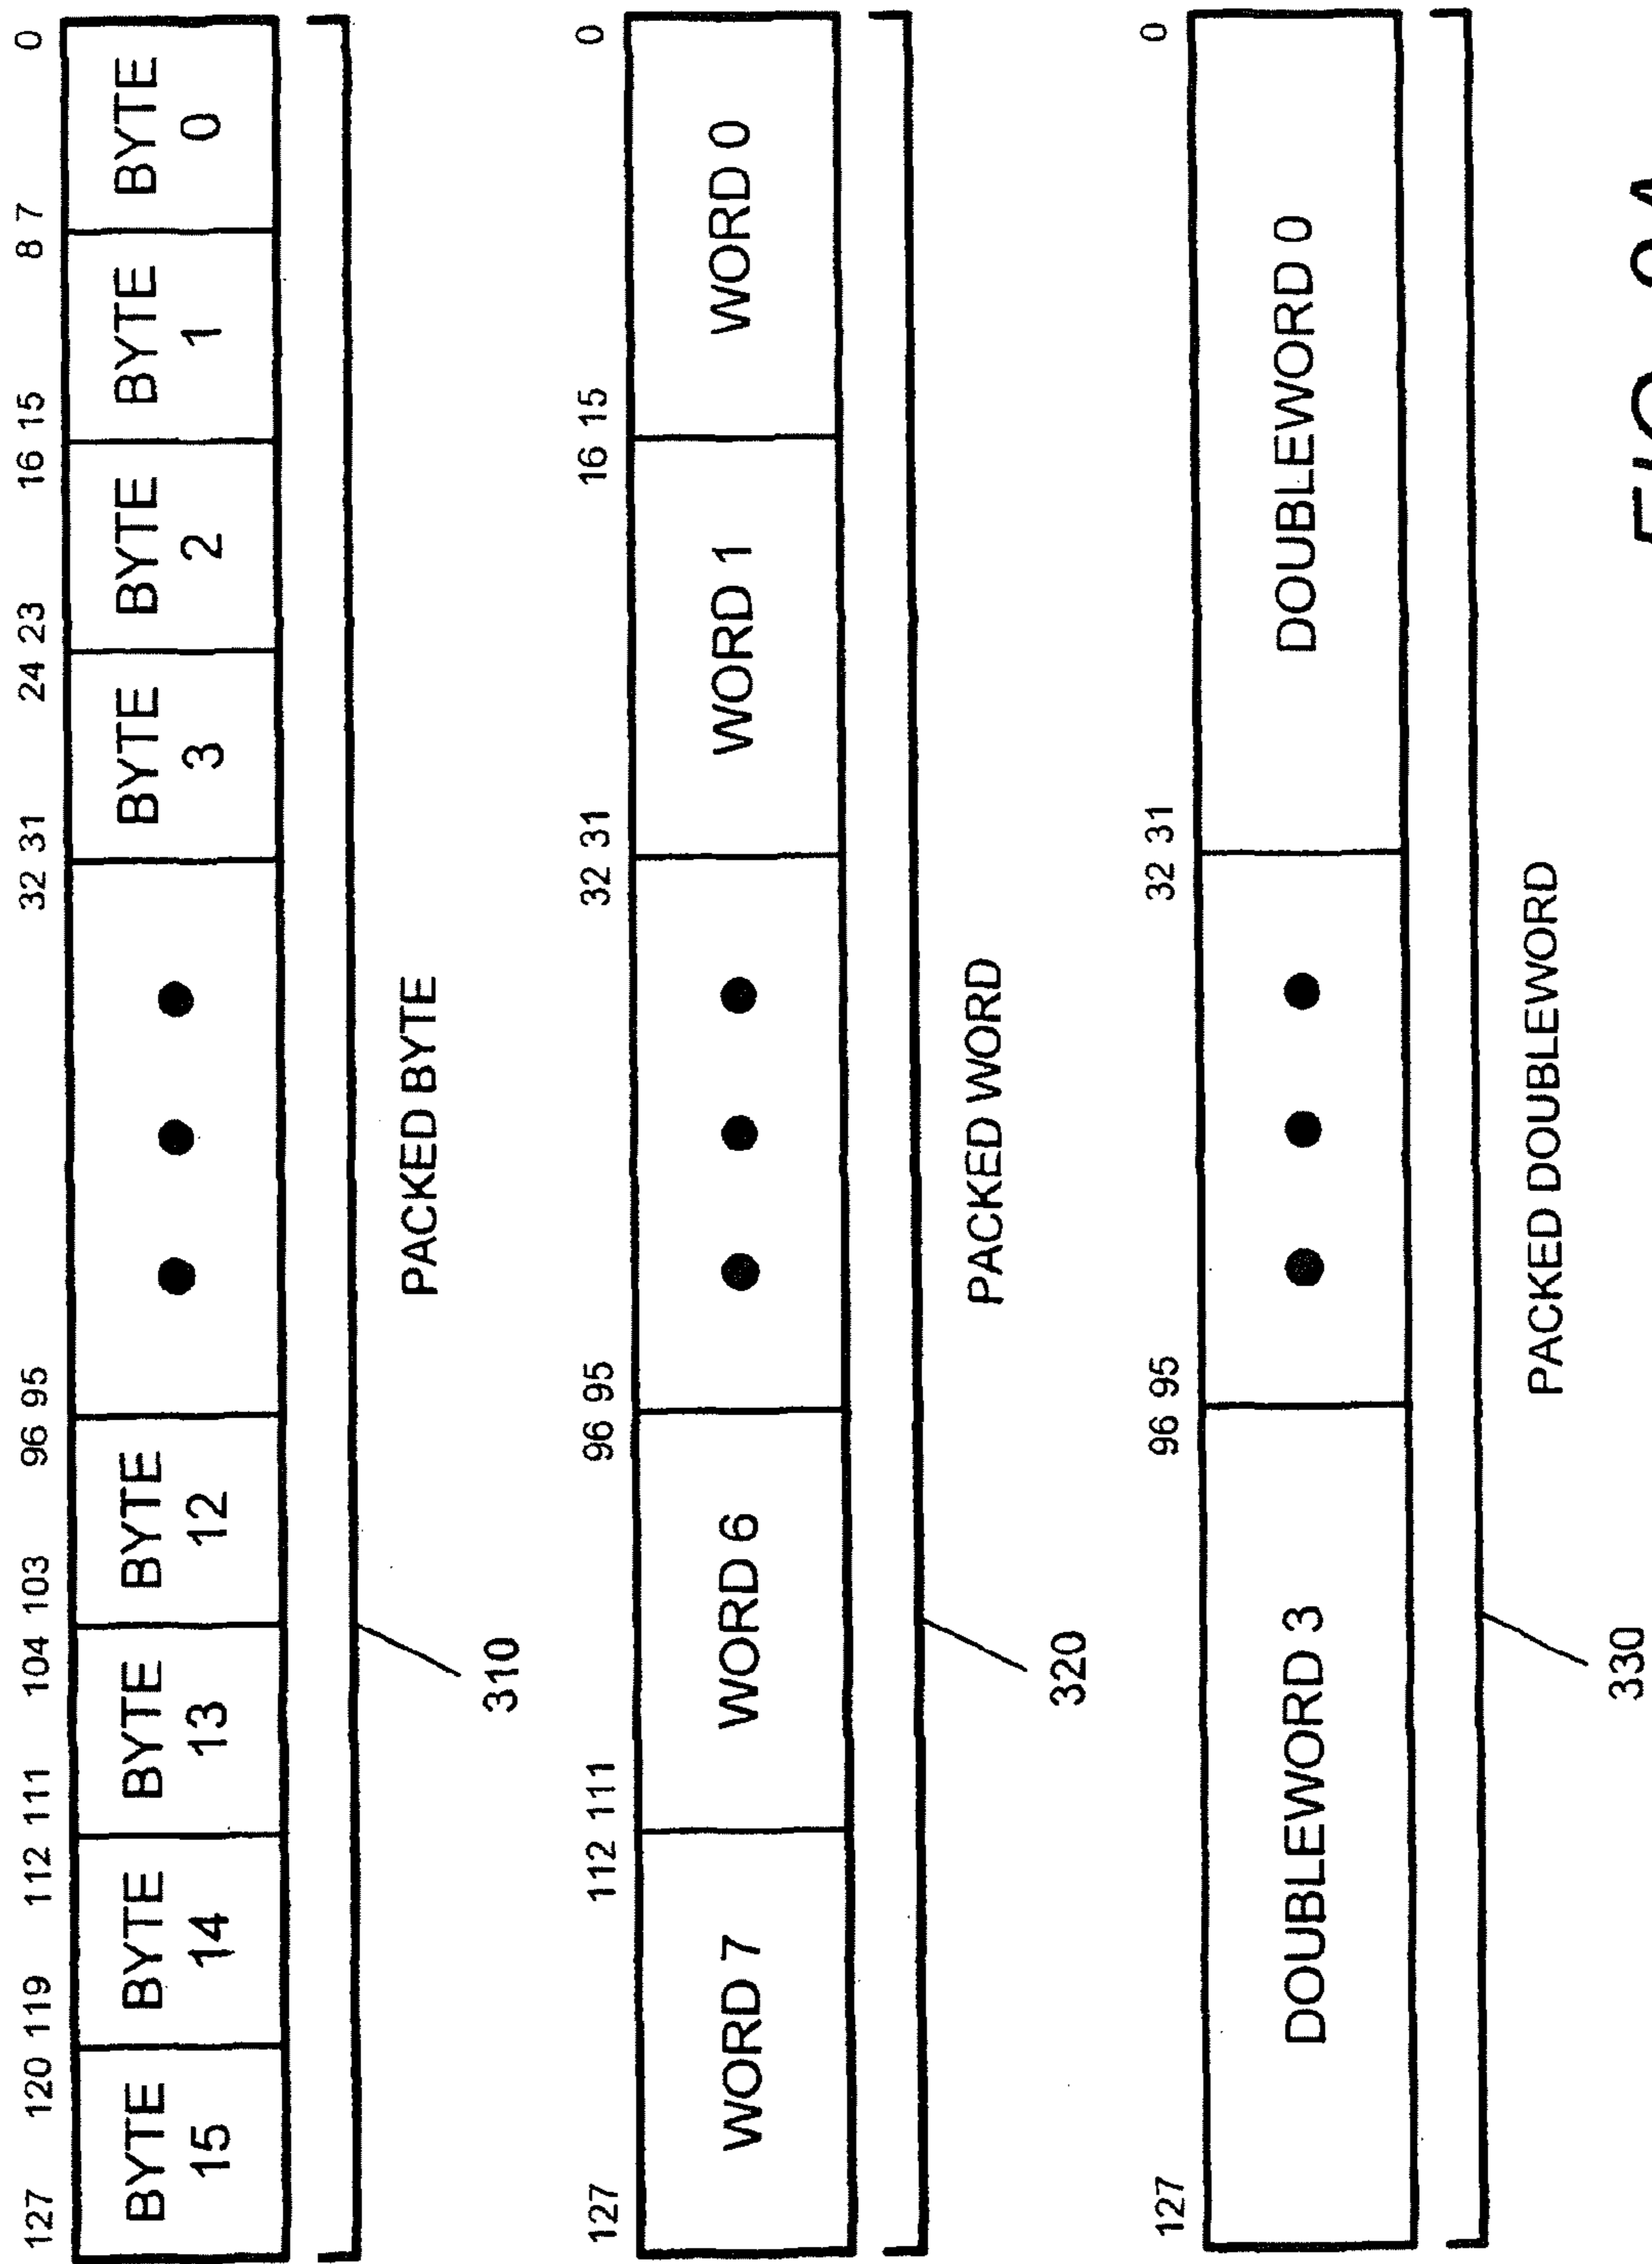 127 120 119 112 111 104 103 96 95 32 31 24 23 16 15 8 7 0
BYTE 15 BYTE 14 BYTE 13 BYTE 12 BYTE 3 BYTE 2 BYTE 1 BYTE 0
PACKED BYTE
310
127 112 111 96 95 32 31 16 15 0
WORD 7 WORD 6 WORD 1 WORD 0
PACKED WORD
320
127 96 95 32 31 0
DOUBLEWORD 3 DOUBLEWORD 0
PACKED DOUBLEWORD
330